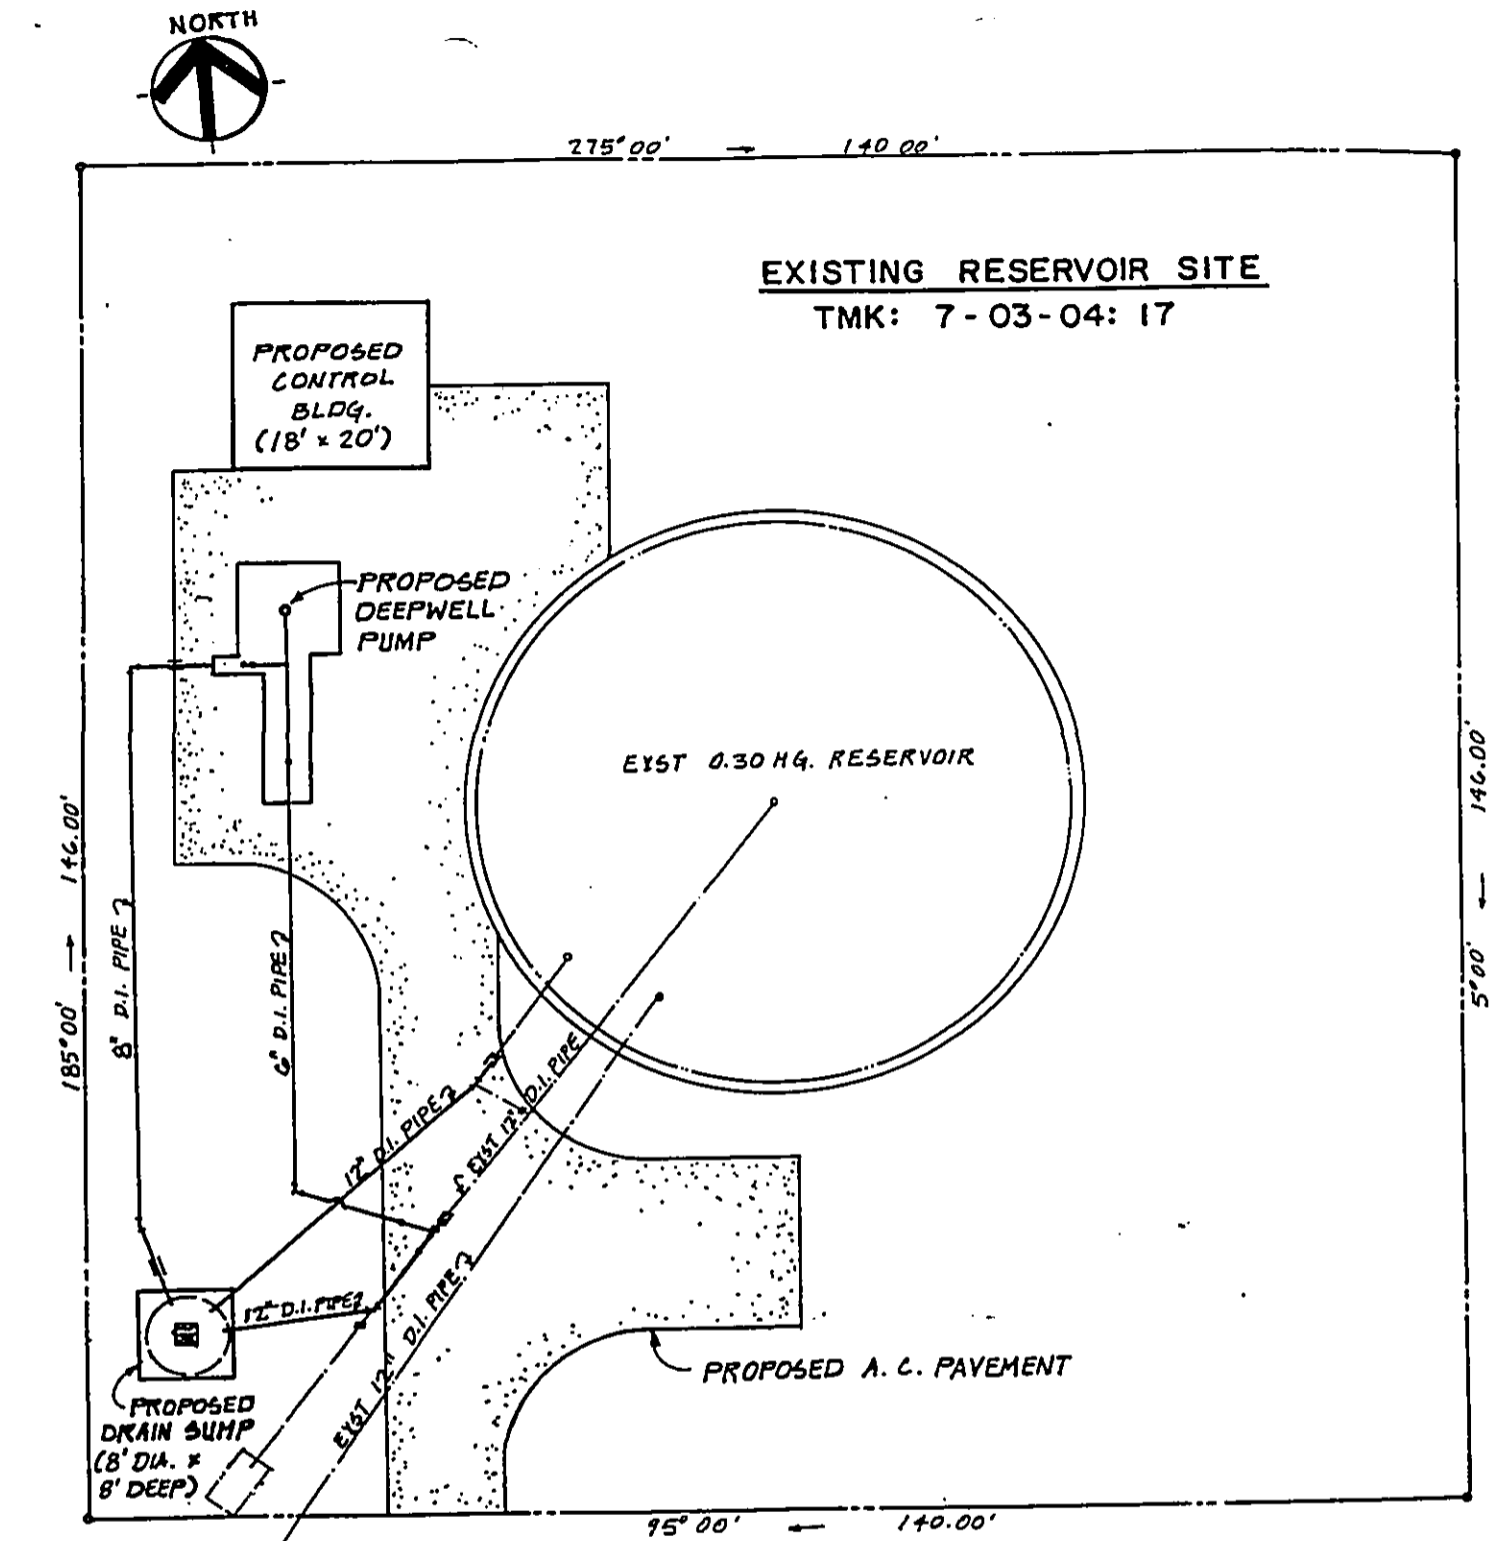 NORTH
275°00' → 140.00'
EXISTING RESERVOIR SITE
TMK: 7-03-04: 17
PROPOSED
CONTROL
BLDG.
(18' x 20')
PROPOSED
DEEPWELL
PUMP
EXST 0.30 MG. RESERVOIR
185°00' → 146.00'
8" D.I. PIPE
6" D.I. PIPE
5°00' ← 146.00'
12" D.I. PIPE
℄ EXST 12" D.I. PIPE
12" D.I. PIPE
EXST 12" D.I. PIPE
PROPOSED A. C. PAVEMENT
PROPOSED
DRAIN SUMP
(8' DIA. x
8' DEEP)
95°00' ← 140.00'